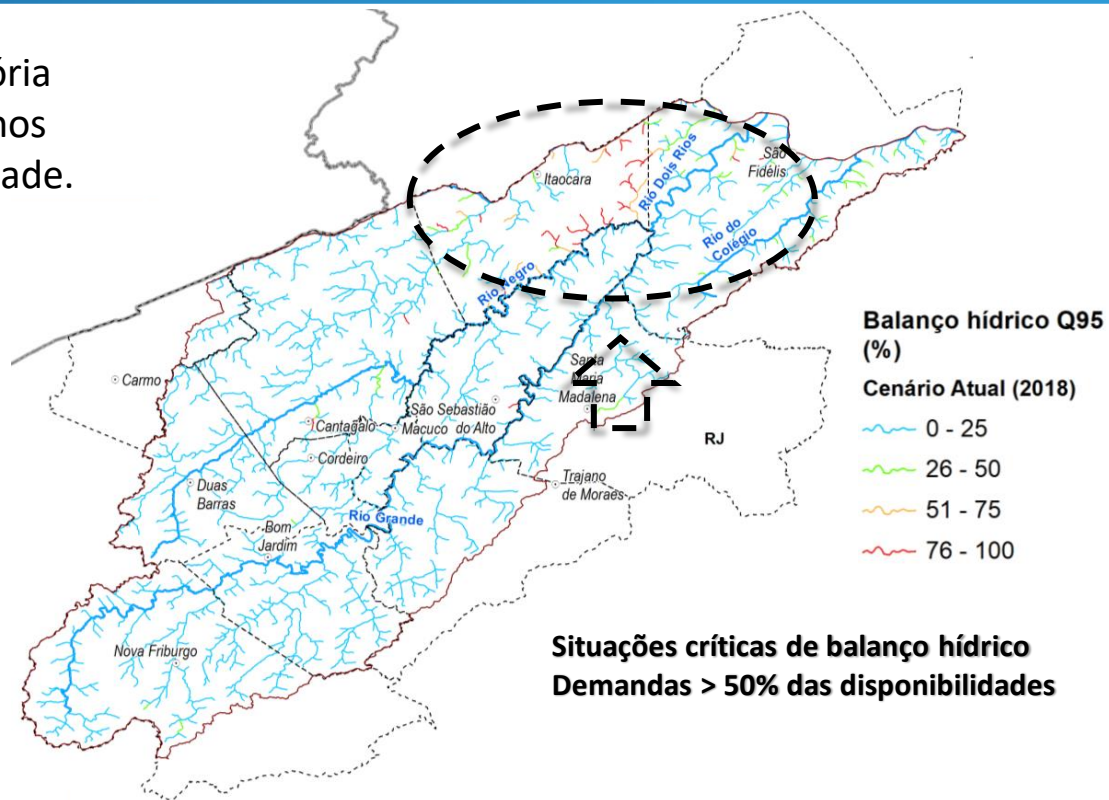 ória
nos
ade.
Itaocara
Rio Dois Rios
São
Fidélis
Rio do
Colégio
Rio Negro
Carmo
Santa
Maria
Madalena
São Sebastião
do Alto
Macuco
Cantagalo
Cordeiro
Duas
Barras
Trajano
de Moraes
RJ
Rio Grande
Bom
Jardim
Nova Friburgo
Balanço hídrico Q95
(%)
Cenário Atual (2018)
0 - 25
26 - 50
51 - 75
76 - 100
Situações críticas de balanço hídrico
Demandas > 50% das disponibilidades